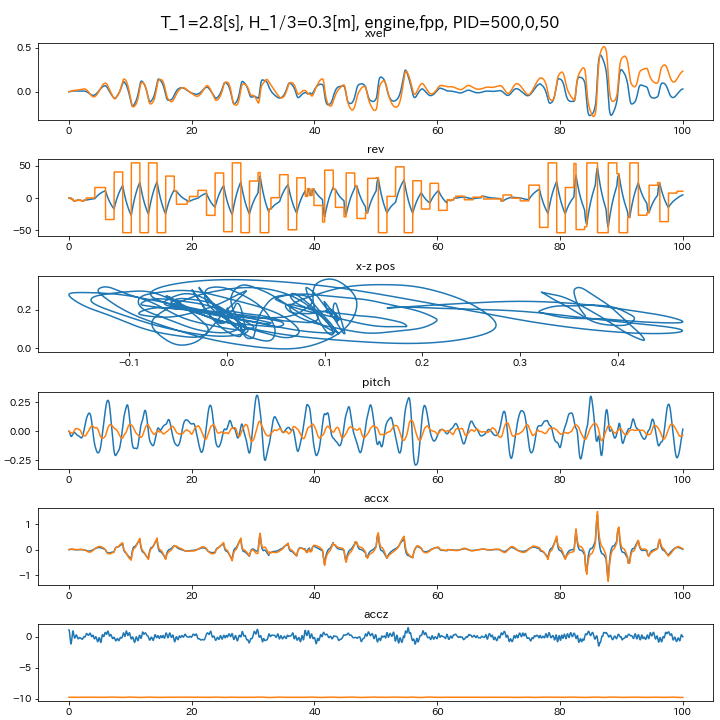 T_1=2.8[s], H_1/3=0.3[m], engine,fpp, PID=500,0,50
xvel
0.5
0.0
0 20 40 60 80 100
rev
50
0
−50
0 20 40 60 80 100
x-z pos
0.2
0.0
−0.1 0.0 0.1 0.2 0.3 0.4
pitch
0.25
0.00
−0.25
0 20 40 60 80 100
accx
1
0
−1
0 20 40 60 80 100
accz
0
−5
−10
0 20 40 60 80 100